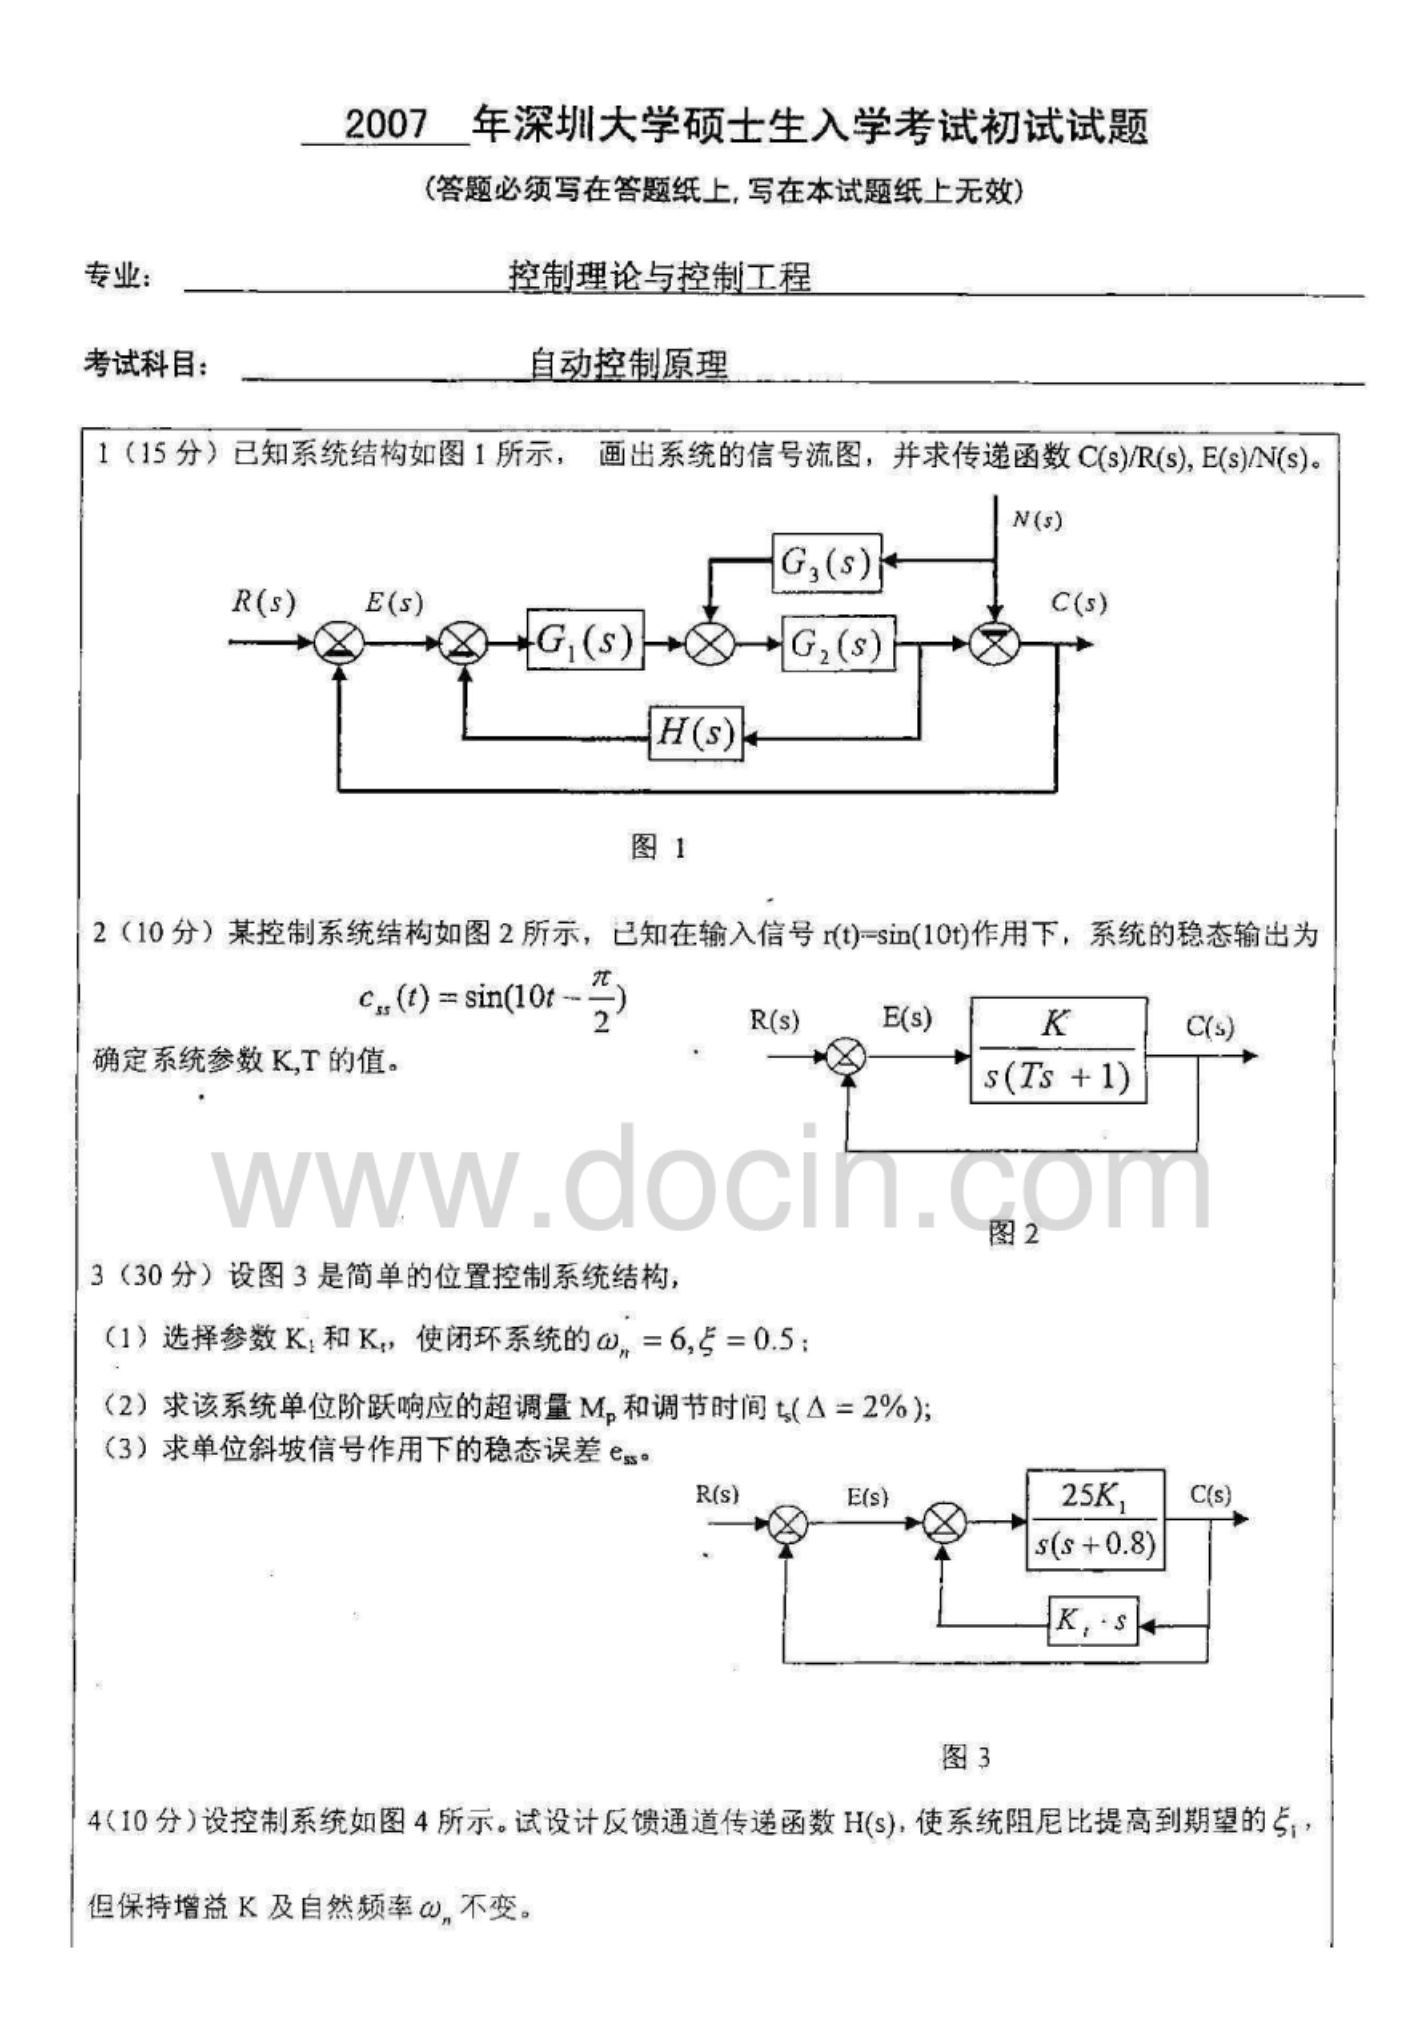 2007 年深圳大学硕士生入学考试初试试题
(答题必须写在答题纸上, 写在本试题纸上无效)
专业: 控制理论与控制工程
考试科目: 自动控制原理
1（15 分）已知系统结构如图 1 所示， 画出系统的信号流图，并求传递函数 C(s)/R(s), E(s)/N(s)。
N(s)
G₃(s)
R(s) E(s) C(s)
G₁(s) G₂(s)
H(s)
图 1
2（10 分）某控制系统结构如图 2 所示，已知在输入信号 r(t)=sin(10t)作用下，系统的稳态输出为
c_ss(t) = sin(10t − π/2)
R(s) E(s) K/s(Ts + 1) C(s)
确定系统参数 K,T 的值。
www.docin.com
图 2
3（30 分）设图 3 是简单的位置控制系统结构，
（1）选择参数 K₁ 和 Kₜ，使闭环系统的 ωₙ = 6, ξ = 0.5；
（2）求该系统单位阶跃响应的超调量 Mₚ 和调节时间 tₛ( Δ = 2% );
（3）求单位斜坡信号作用下的稳态误差 eₛₛ。
R(s) E(s) 25K₁/s(s + 0.8) C(s)
Kₜ · s
图 3
4(10 分)设控制系统如图 4 所示。试设计反馈通道传递函数 H(s)，使系统阻尼比提高到期望的 ξ₁，
但保持增益 K 及自然频率 ωₙ 不变。